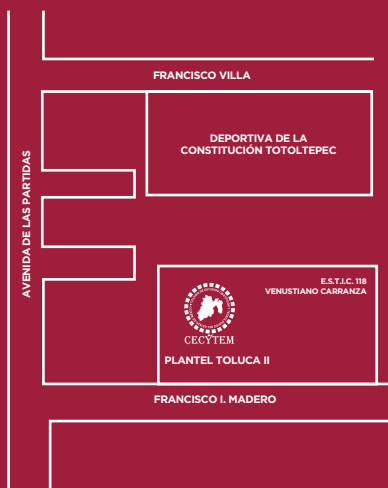 FRANCISCO VILLA
DEPORTIVA DE LA
CONSTITUCIÓN TOTOLTEPEC
AVENIDA DE LAS PARTIDAS
E.S.T.I.C. 118
VENUSTIANO CARRANZA
CECYTEM
PLANTEL TOLUCA II
FRANCISCO I. MADERO